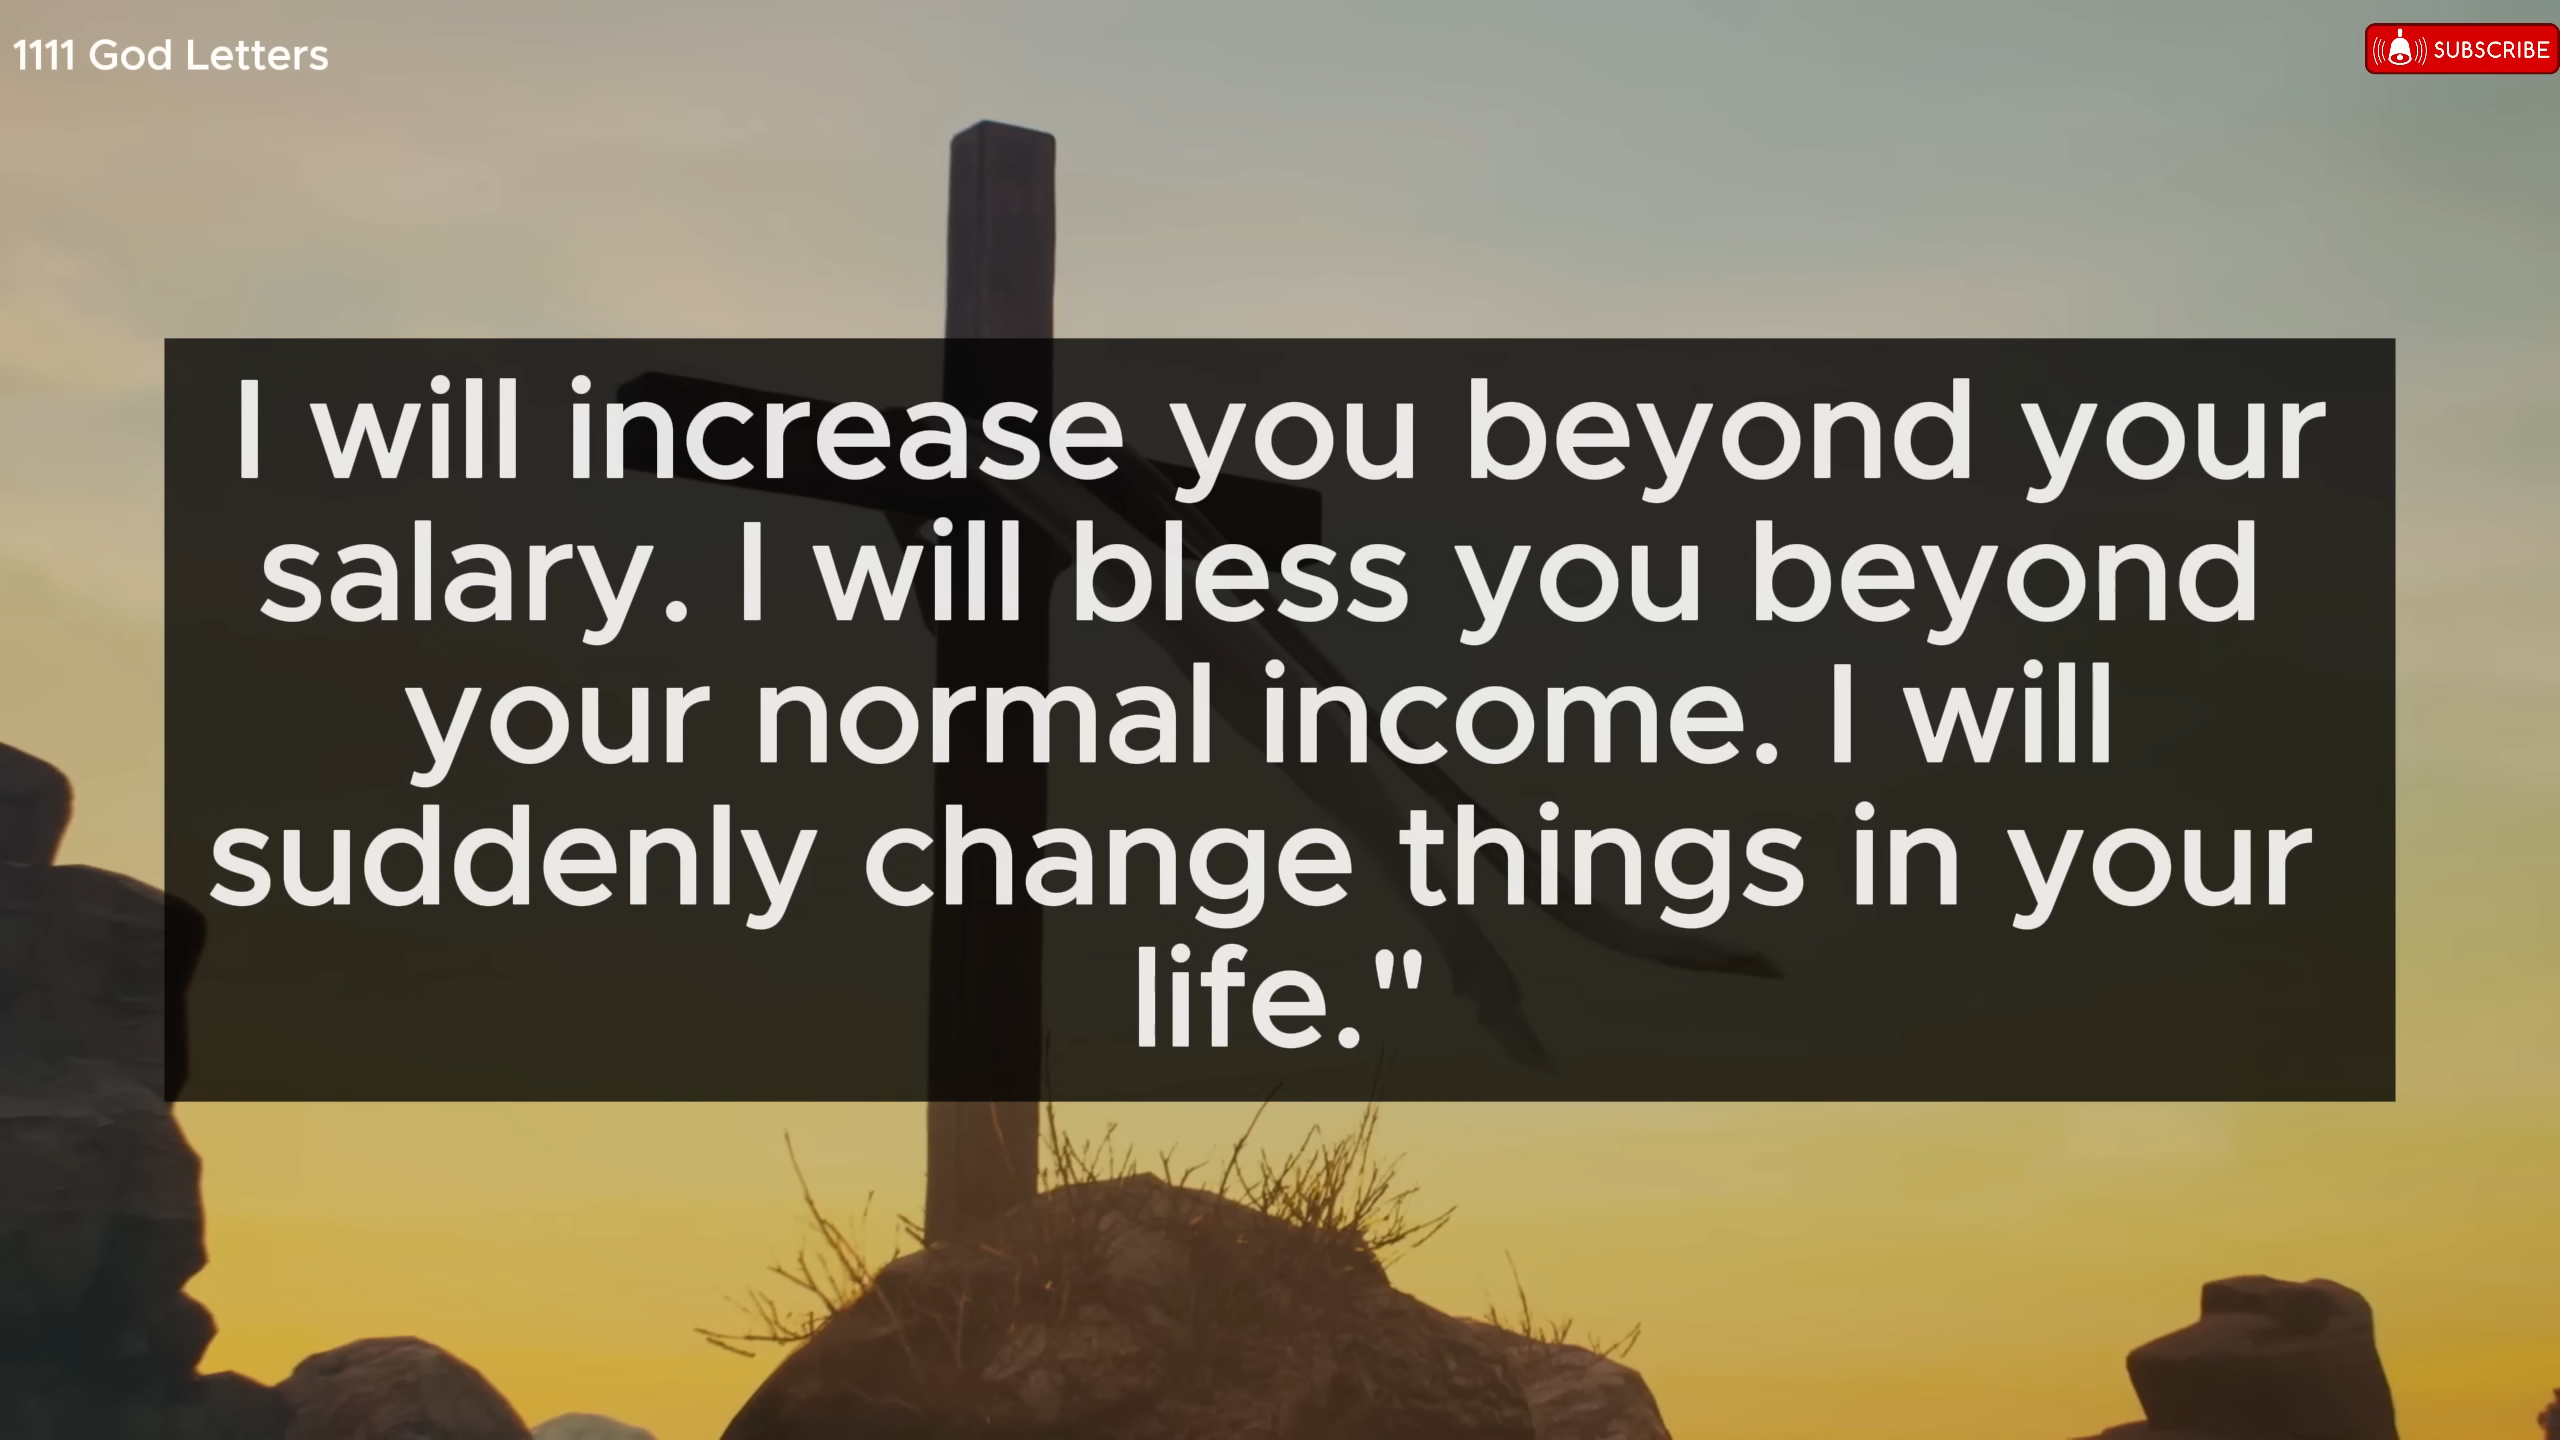 1111 God Letters
SUBSCRIBE
I will increase you beyond your
salary. I will bless you beyond
your normal income. I will
suddenly change things in your
life."